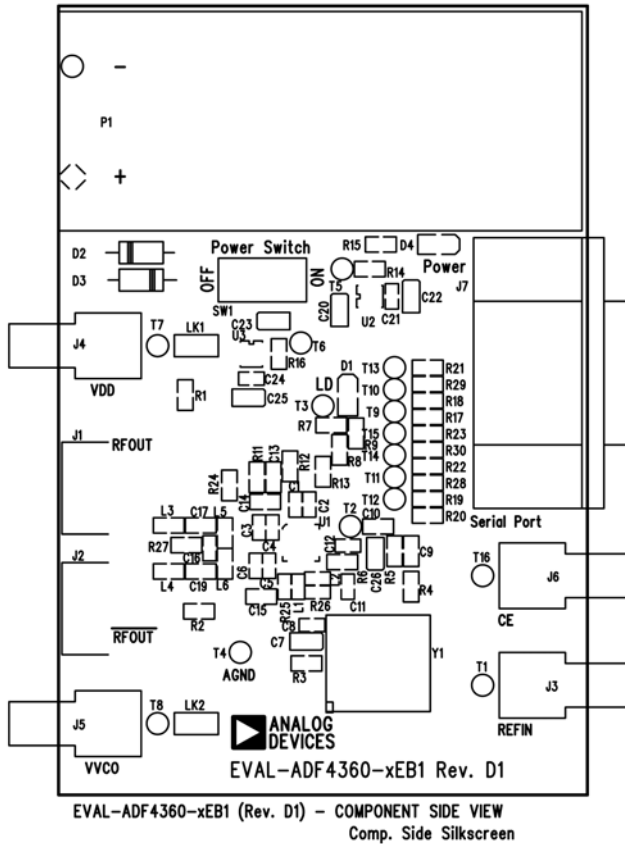 −
P1
+
D2
D3
Power Switch
OFF
ON
SW1
R15
D4
Power
R14
T5
J7
C20
U2
C21
C22
J4
VDD
T7
LK1
C23
U3
T6
R16
C24
C25
R1
LD
D1
T3
R7
R9
R8
T13
T10
T9
T15
T14
T11
T12
R21
R29
R18
R17
R23
R30
R22
R28
R19
R20
Serial Port
J1
RFOUT
R24
R11
C13
R12
R13
C14
C1
C2
L3
C17
L5
C3
C4
U1
T2
C10
R27
C16
C12
C9
J2
L4
C19
L6
C6
C5
C15
R25
L1
R26
C11
R6
C26
R5
R4
T16
J6
CE
R2
RFOUT
C8
C7
R3
T4
AGND
Y1
T1
J3
REFIN
J5
VVCO
T8
LK2
ANALOG
DEVICES
EVAL-ADF4360-xEB1 Rev. D1
EVAL-ADF4360-xEB1 (Rev. D1) - COMPONENT SIDE VIEW
Comp. Side Silkscreen